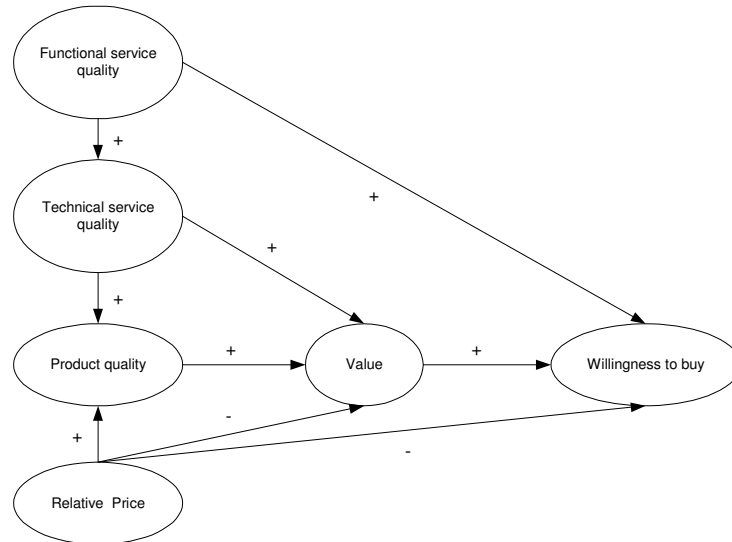 Functional service
quality
+
+
Technical service
quality
+
+
Product quality
+
Value
+
Willingness to buy
-
+
-
Relative Price